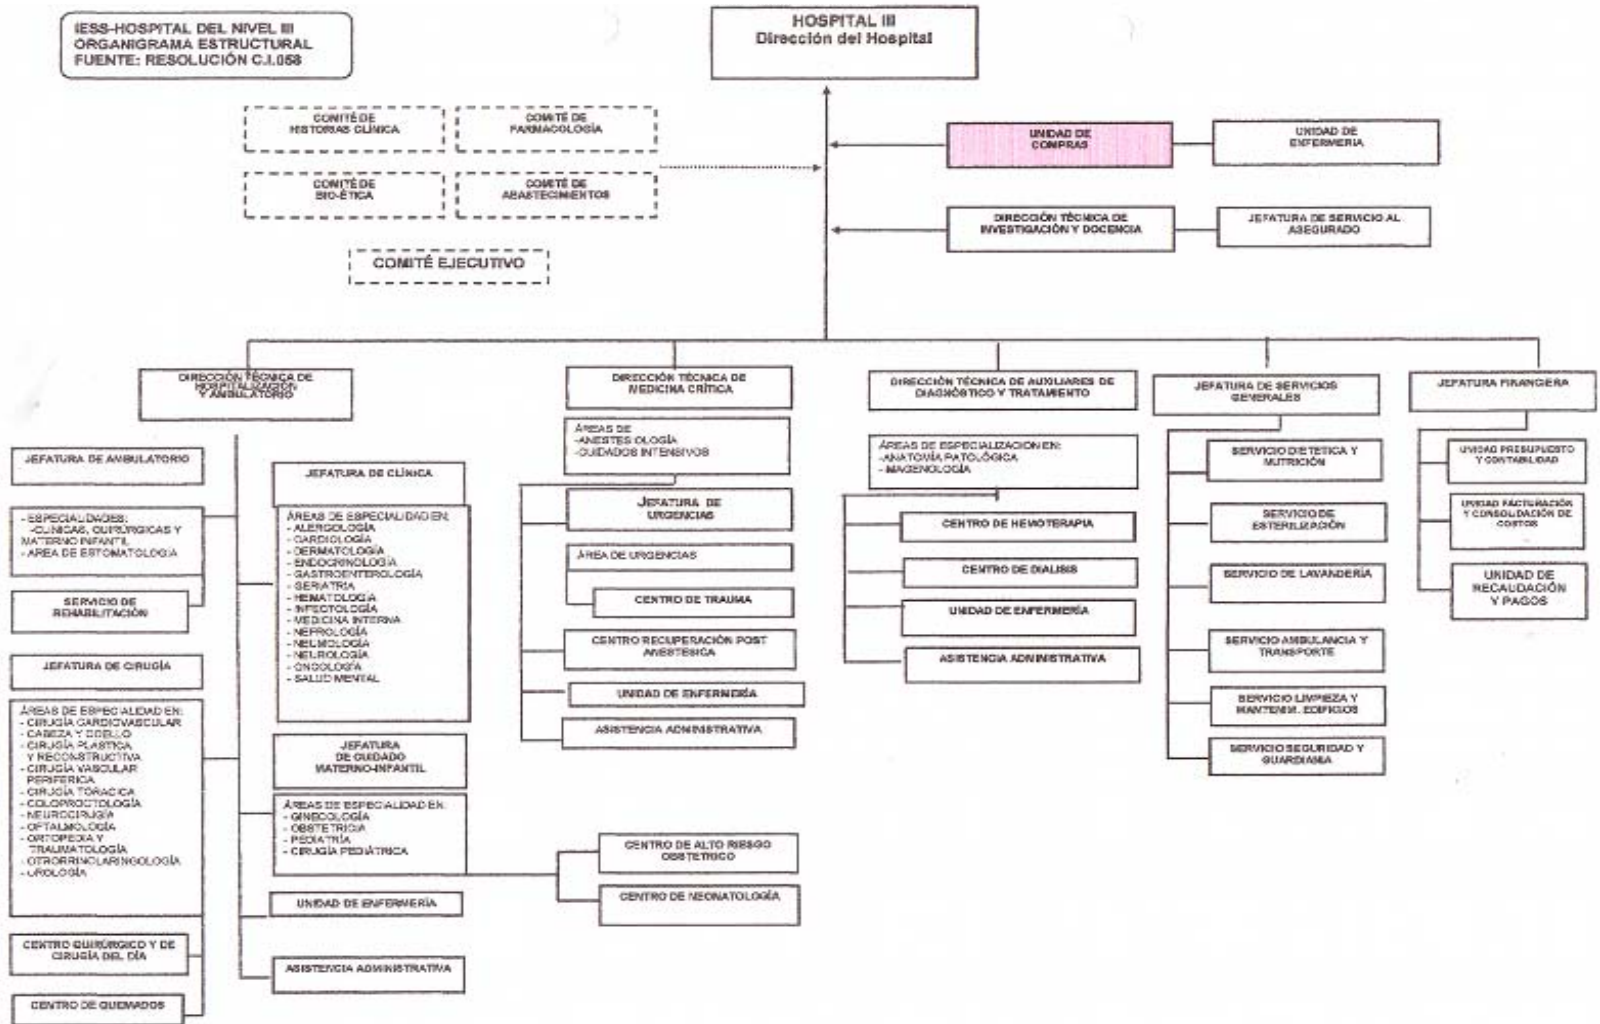 IESS-HOSPITAL DEL NIVEL III
ORGANIGRAMA ESTRUCTURAL
FUENTE: RESOLUCIÓN C.I.058
HOSPITAL III
Dirección del Hospital
COMITÉ DE
HISTORIAS CLÍNICA
COMITÉ DE
FARMACOLOGÍA
COMITÉ DE
BIO-ÉTICA
COMITÉ DE
ABASTECIMIENTOS
COMITÉ EJECUTIVO
UNIDAD DE
COMPRAS
UNIDAD DE
ENFERMERIA
DIRECCIÓN TÉCNICA DE
INVESTIGACIÓN Y DOCENCIA
JEFATURA DE SERVICIO AL
ASEGURADO
DIRECCIÓN TÉCNICA DE
HOSPITALIZACIÓN
Y AMBULATORIO
JEFATURA DE AMBULATORIO
- ESPECIALIDADES:
-CLÍNICAS, QUIRÚRGICAS Y
MATERNO INFANTIL
- AREA DE ESTOMATOLOGÍA
SERVICIO DE
REHABILITACIÓN
JEFATURA DE CIRUGÍA
ÁREAS DE ESPECIALIDAD EN:
- CIRUGÍA CARDIOVASCULAR
- CABEZA Y CUELLO
- CIRUGÍA PLASTICA
Y RECONSTRUCTIVA
- CIRUGÍA VASCULAR
PERIFERICA
- CIRUGÍA TORACICA
- COLOPROCTOLOGÍA
- NEUROCIRUGÍA
- OFTALMOLOGÍA
- ORTOPEDIA Y
TRAUMATOLOGÍA
- OTRORRINOLARINGOLOGÍA
- UROLOGÍA
CENTRO QUIRÚRGICO Y DE
CIRUGÍA DEL DÍA
CENTRO DE QUEMADOS
JEFATURA DE CLÍNICA
ÁREAS DE ESPECIALIDAD EN:
- ALERGOLOGÍA
- CARDIOLOGÍA
- DERMATOLOGÍA
- ENDOCRINOLOGÍA
- GASTROENTEROLOGÍA
- GERIATRIA
- HEMATOLOGÍA
- INFECTOLOGÍA
- MEDICINA INTERNA
- NEFROLOGÍA
- NEUMOLOGÍA
- NEUROLOGÍA
- ONCOLOGÍA
- SALUD MENTAL
JEFATURA
DE CUIDADO
MATERNO-INFANTIL
ÁREAS DE ESPECIALIDAD EN:
- GINECOLOGÍA
- OBSTETRICIA
- PEDIATRÍA
- CIRUGÍA PEDIÁTRICA
UNIDAD DE ENFERMERÍA
ASISTENCIA ADMINISTRATIVA
CENTRO DE ALTO RIESGO
OBSTETRICO
CENTRO DE NEONATOLOGÍA
DIRECCIÓN TÉCNICA DE
MEDICINA CRÍTICA
ÁREAS DE
-ANESTESIOLOGÍA
-CUIDADOS INTENSIVOS
JEFATURA DE
URGENCIAS
ÁREA DE URGENCIAS
CENTRO DE TRAUMA
CENTRO RECUPERACIÓN POST
ANESTESICA
UNIDAD DE ENFERMERÍA
ASISTENCIA ADMINISTRATIVA
DIRECCIÓN TÉCNICA DE AUXILIARES DE
DIAGNÓSTICO Y TRATAMIENTO
ÁREAS DE ESPECIALIZACIÓN EN:
-ANATOMÍA PATOLÓGICA
- IMAGENOLOGÍA
CENTRO DE HEMOTERAPIA
CENTRO DE DIALISIS
UNIDAD DE ENFERMERÍA
ASISTENCIA ADMINISTRATIVA
JEFATURA DE SERVICIOS
GENERALES
SERVICIO DIETETICA Y
NUTRICIÓN
SERVICIO DE
ESTERILIZACIÓN
SERVICIO DE LAVANDERÍA
SERVICIO AMBULANCIA Y
TRANSPORTE
SERVICIO LIMPIEZA Y
MANTENIM. EDIFICIOS
SERVICIO SEGURIDAD Y
GUARDIANIA
JEFATURA FINANCIERA
UNIDAD PRESUPUESTO
Y CONTABILIDAD
UNIDAD FACTURACIÓN
Y CONSOLIDACIÓN DE
COSTOS
UNIDAD DE
RECAUDACIÓN
Y PAGOS